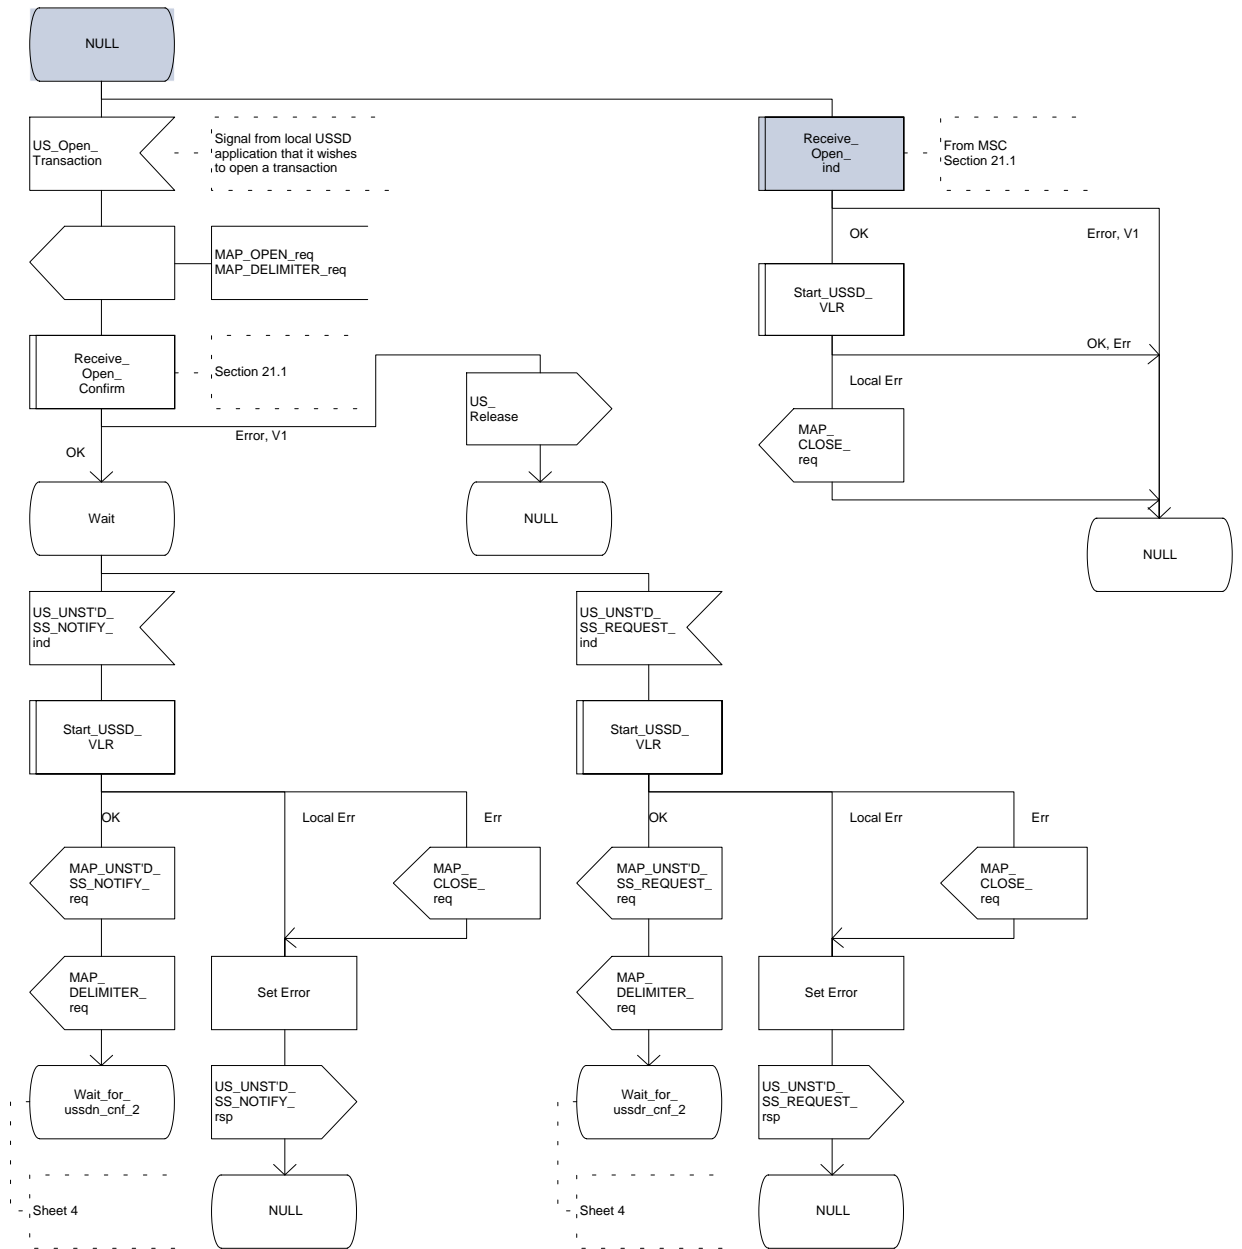 NULL
US_Open_
Transaction
Signal from local USSD
application that it wishes
to open a transaction
Receive_
Open_
ind
From MSC
Section 21.1
OK
Error, V1
MAP_OPEN_req
MAP_DELIMITER_req
Start_USSD_
VLR
OK, Err
Local Err
Receive_
Open_
Confirm
Section 21.1
Error, V1
OK
US_
Release
MAP_
CLOSE_
req
Wait
NULL
NULL
US_UNST'D_
SS_NOTIFY_
ind
US_UNST'D_
SS_REQUEST_
ind
Start_USSD_
VLR
Start_USSD_
VLR
OK
Local Err
Err
OK
Local Err
Err
MAP_UNST'D_
SS_NOTIFY_
req
MAP_
CLOSE_
req
MAP_UNST'D_
SS_REQUEST_
req
MAP_
CLOSE_
req
MAP_
DELIMITER_
req
Set Error
MAP_
DELIMITER_
req
Set Error
Wait_for_
ussdn_cnf_2
US_UNST'D_
SS_NOTIFY_
rsp
Wait_for_
ussdr_cnf_2
US_UNST'D_
SS_REQUEST_
rsp
Sheet 4
NULL
Sheet 4
NULL